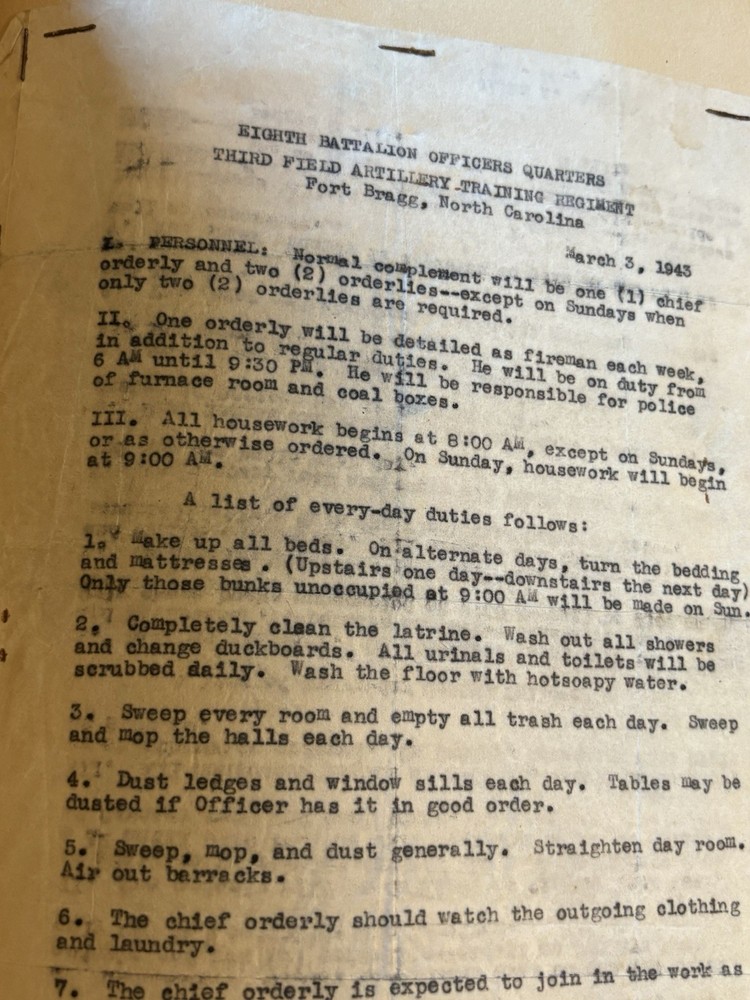 EIGHTH BATTALION OFFICERS QUARTERS
THIRD FIELD ARTILLERY TRAINING REGIMENT
Fort Bragg, North Carolina
March 3, 1943
I. PERSONNEL: Normal complement will be one (1) chief
orderly and two (2) orderlies--except on Sundays when
only two (2) orderlies are required.
II. One orderly will be detailed as fireman each week,
in addition to regular duties. He will be on duty from
6 AM until 9:30 PM. He will be responsible for police
of furnace room and coal boxes.
III. All housework begins at 8:00 AM, except on Sundays,
or as otherwise ordered. On Sunday, housework will begin
at 9:00 AM.
A list of every-day duties follows:
1. Make up all beds. On alternate days, turn the bedding
and mattresses. (Upstairs one day--downstairs the next day)
Only those bunks unoccupied at 9:00 AM will be made on Sun.
2. Completely clean the latrine. Wash out all showers
and change duckboards. All urinals and toilets will be
scrubbed daily. Wash the floor with hotsoapy water.
3. Sweep every room and empty all trash each day. Sweep
and mop the halls each day.
4. Dust ledges and window sills each day. Tables may be
dusted if Officer has it in good order.
5. Sweep, mop, and dust generally. Straighten day room.
Air out barracks.
6. The chief orderly should watch the outgoing clothing
and laundry.
7. The chief orderly is expected to join in the work as